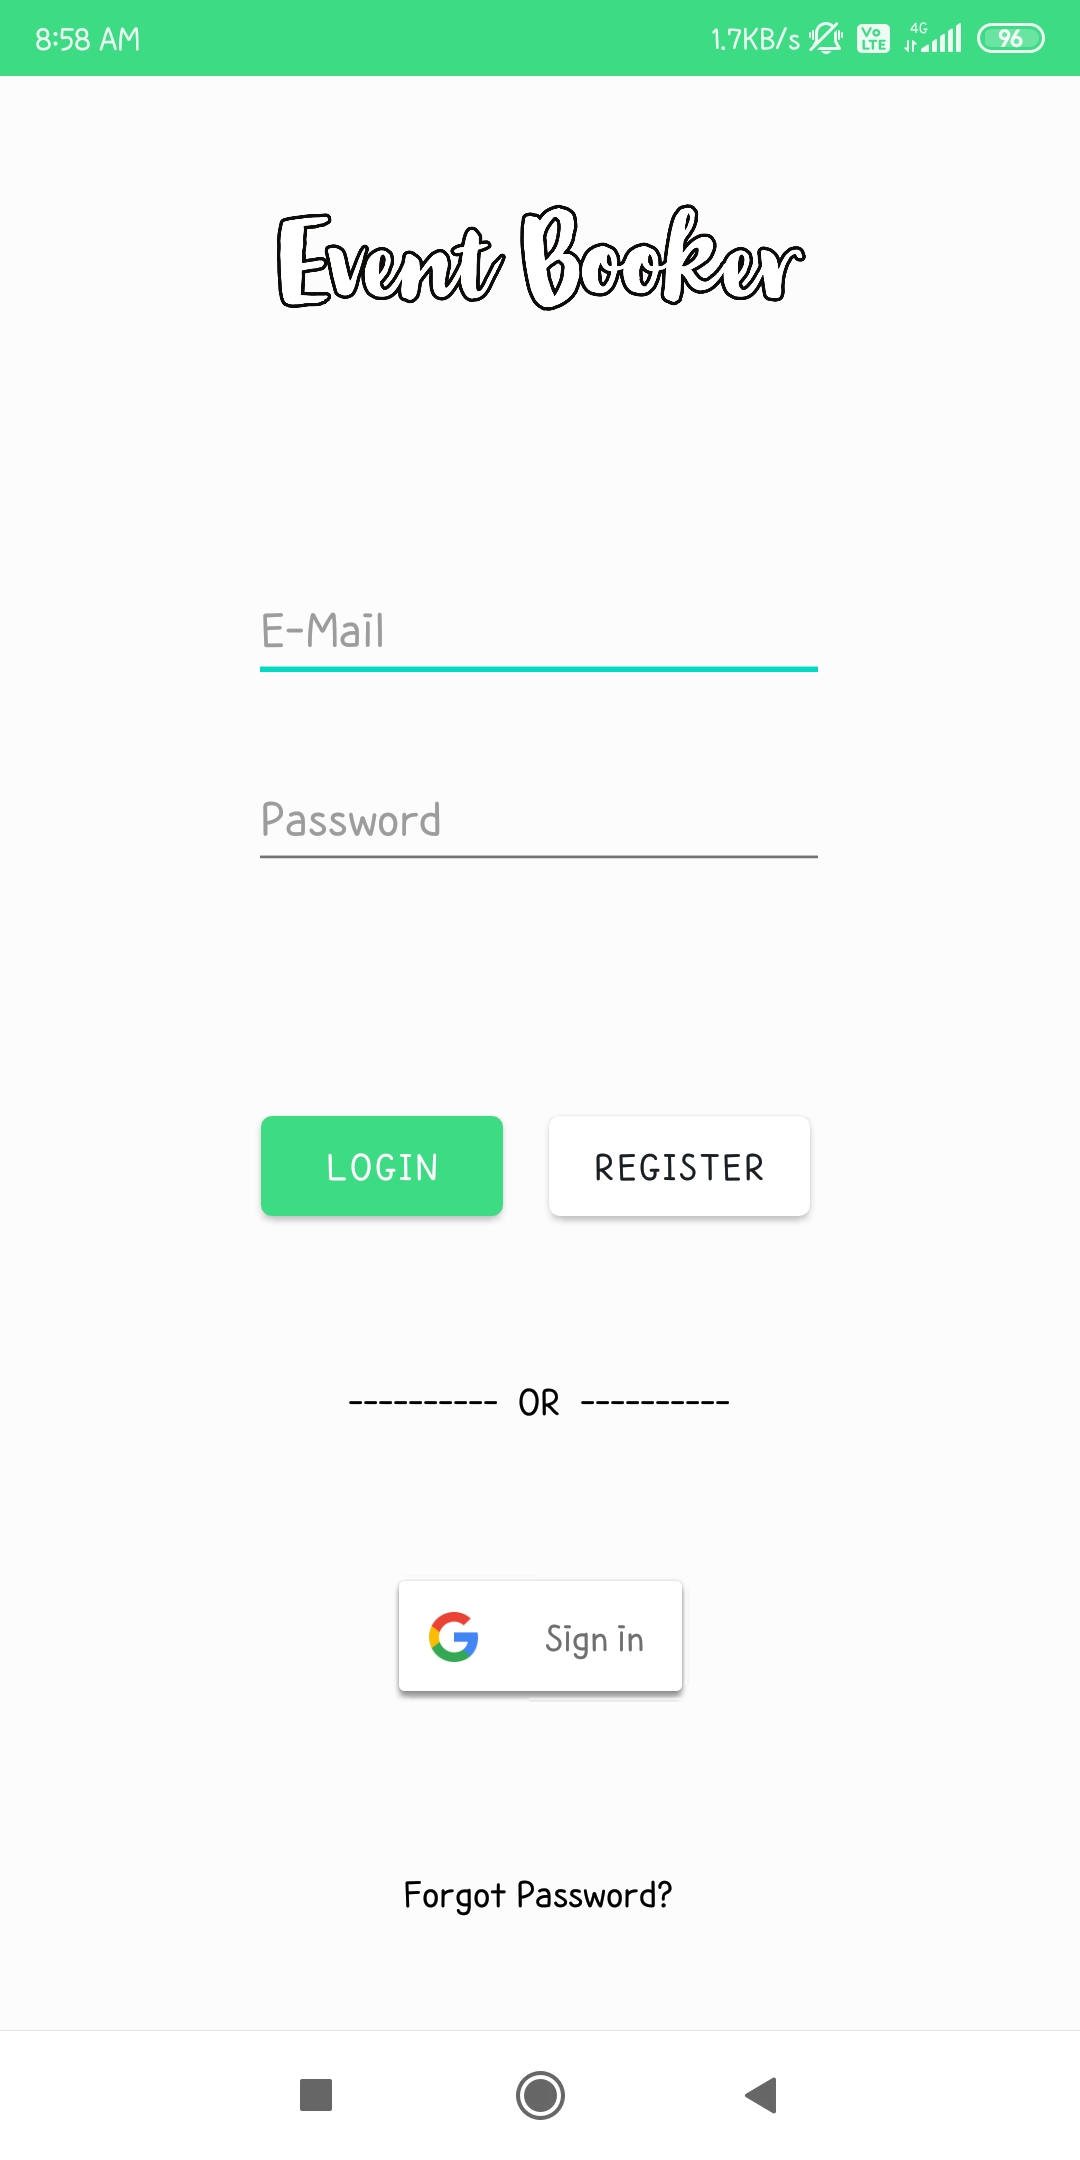 8:58 AM 1.7KB/s Vo LTE 4G 96
Event Booker
E-Mail
Password
LOGIN REGISTER
---------- OR ----------
G Sign in
Forgot Password?